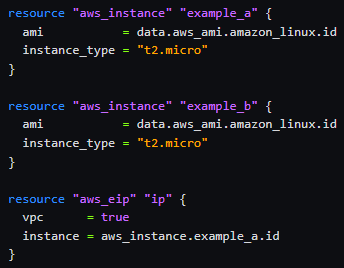 resource "aws_instance" "example_a" {
  ami           = data.aws_ami.amazon_linux.id
  instance_type = "t2.micro"
}

resource "aws_instance" "example_b" {
  ami           = data.aws_ami.amazon_linux.id
  instance_type = "t2.micro"
}

resource "aws_eip" "ip" {
  vpc      = true
  instance = aws_instance.example_a.id
}